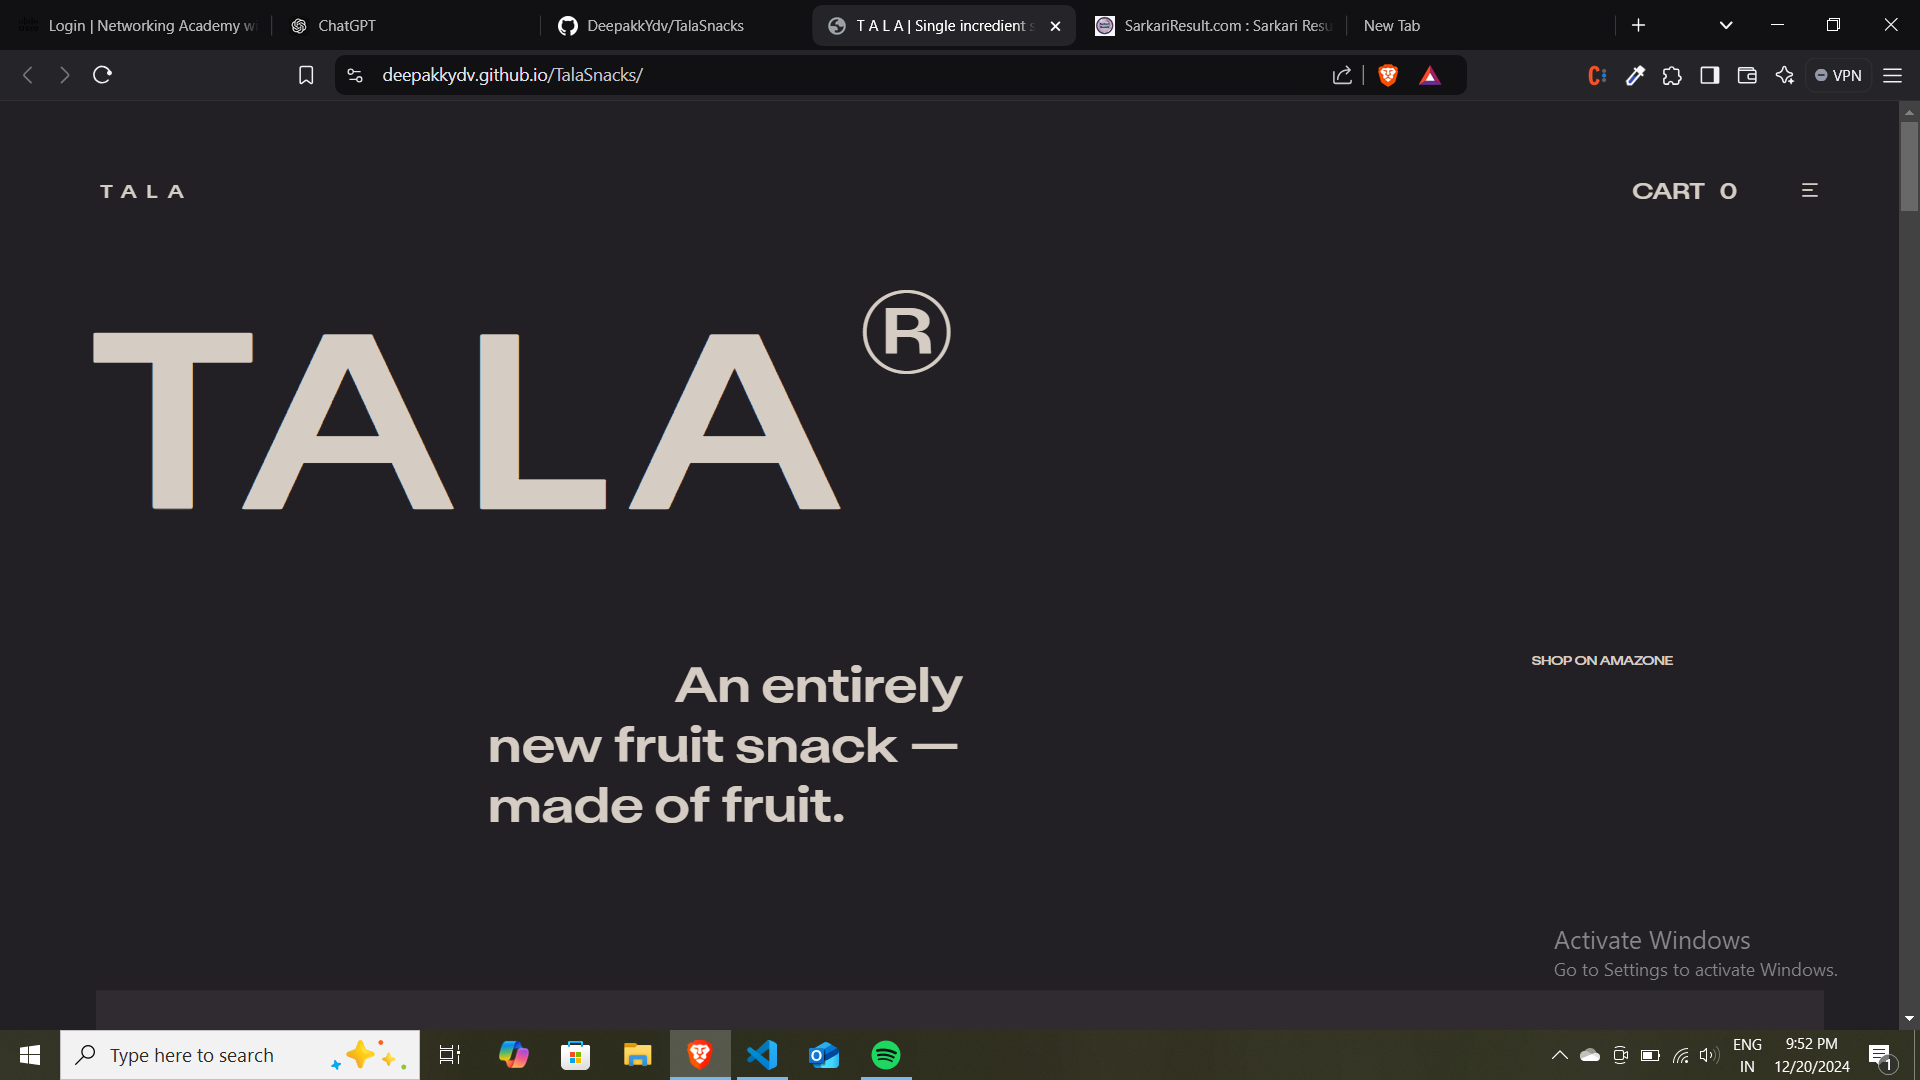 Login | Networking Academy wi
ChatGPT
DeepakkYdv/TalaSnacks
T A L A | Single incredient s
SarkariResult.com : Sarkari Resu
New Tab
deepakkydv.github.io/TalaSnacks/
VPN
T A L A
CART 0
TALA ®
An entirely
new fruit snack —
made of fruit.
SHOP ON AMAZONE
Activate Windows
Go to Settings to activate Windows.
Type here to search
ENG
IN
9:52 PM
12/20/2024
1